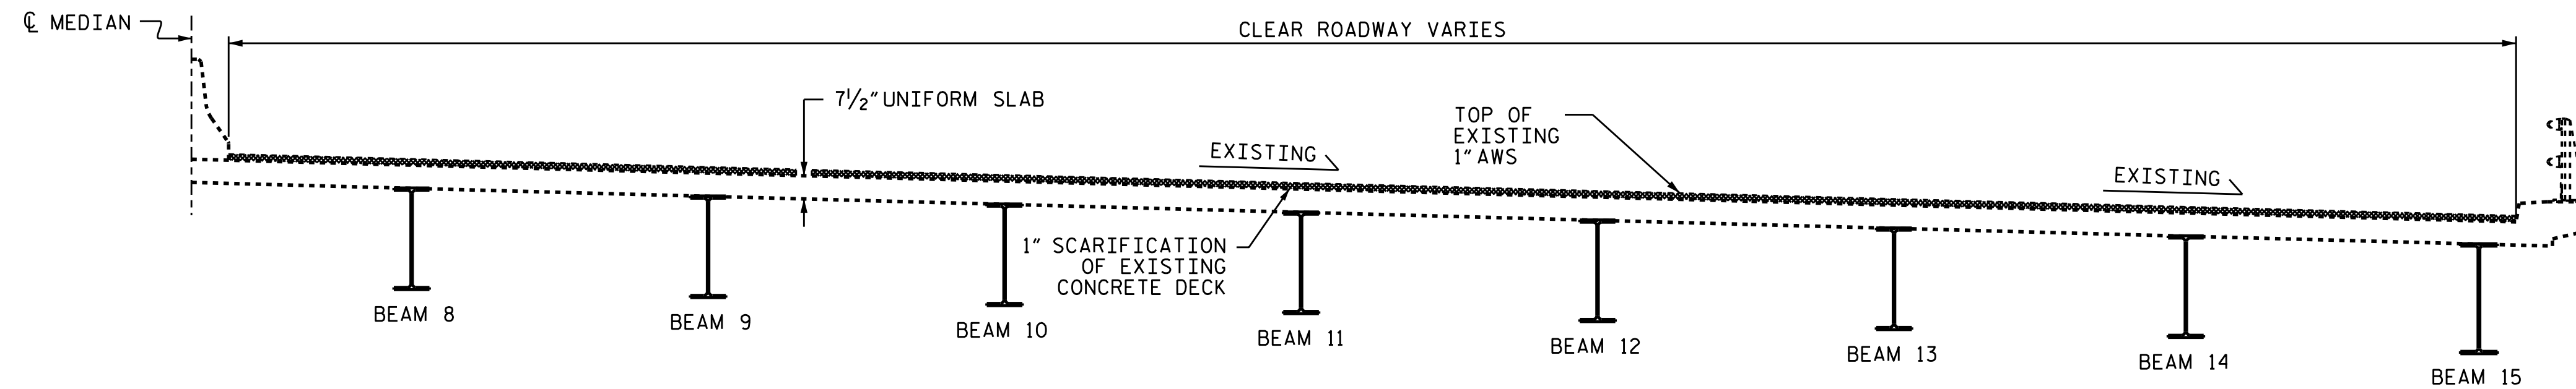 ℄ MEDIAN
CLEAR ROADWAY VARIES
7½" UNIFORM SLAB
TOP OF
EXISTING
1" AWS
EXISTING
EXISTING
1" SCARIFICATION
OF EXISTING
CONCRETE DECK
BEAM 8
BEAM 9
BEAM 10
BEAM 11
BEAM 12
BEAM 13
BEAM 14
BEAM 15